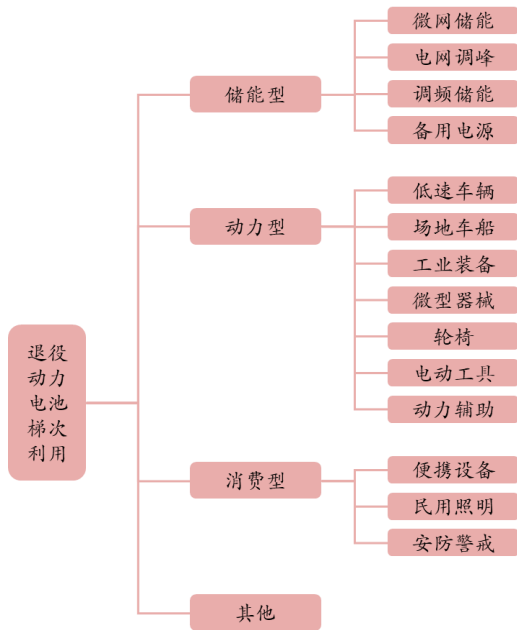 退役
动力
电池
梯次
利用
储能型
微网储能
电网调峰
调频储能
备用电源
动力型
低速车辆
场地车船
工业装备
微型器械
轮椅
电动工具
动力辅助
消费型
便携设备
民用照明
安防警戒
其他